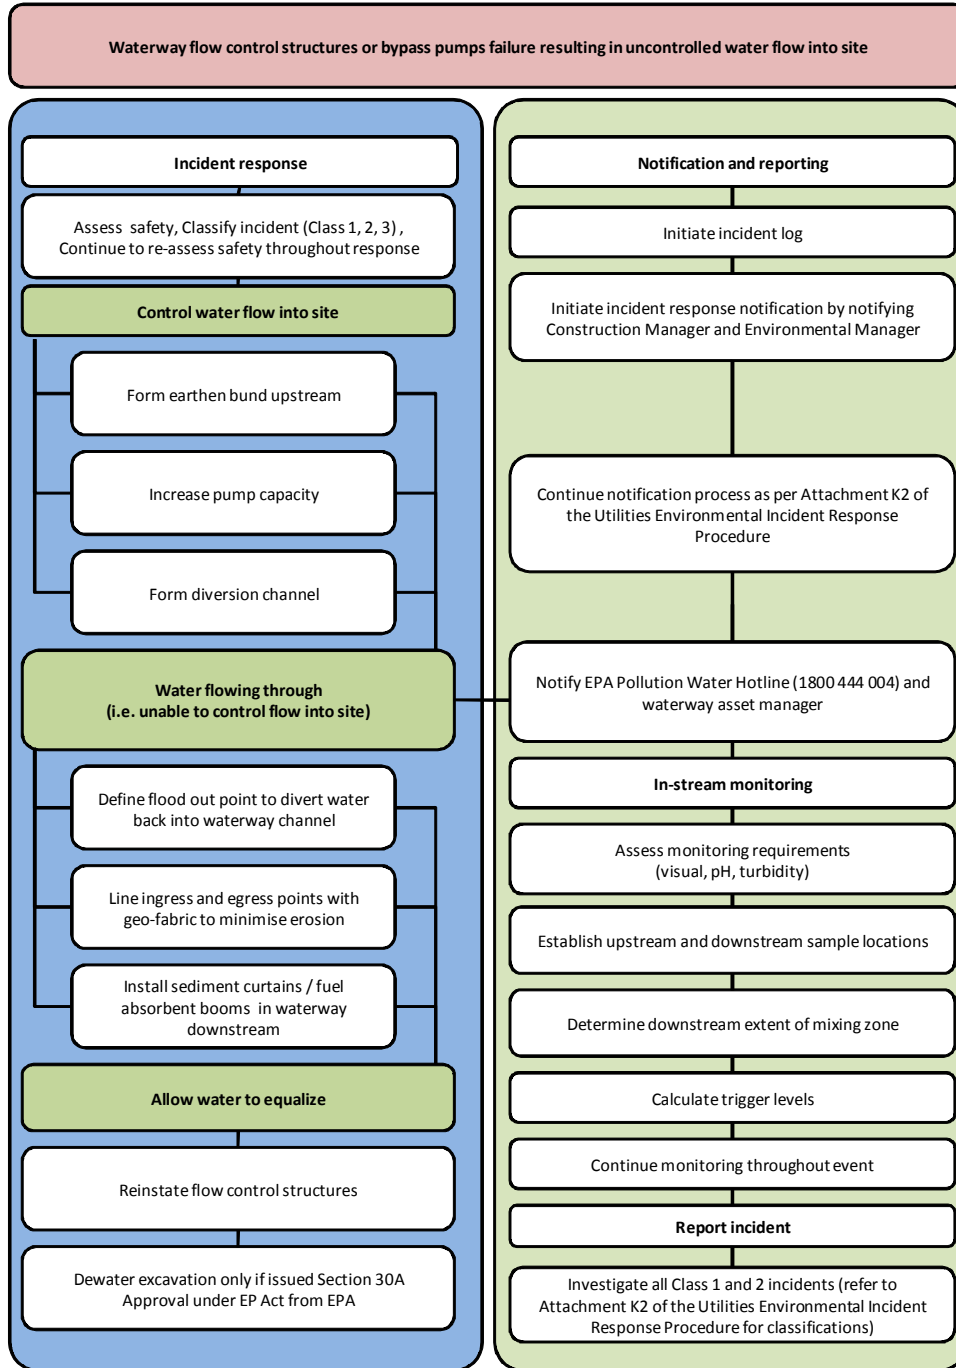 Waterway flow control structures or bypass pumps failure resulting in uncontrolled water flow into site
Incident response
Assess safety, Classify incident (Class 1, 2, 3) ,
Continue to re-assess safety throughout response
Control water flow into site
Form earthen bund upstream
Increase pump capacity
Form diversion channel
Water flowing through
(i.e. unable to control flow into site)
Define flood out point to divert water
back into waterway channel
Line ingress and egress points with
geo-fabric to minimise erosion
Install sediment curtains / fuel
absorbent booms in waterway
downstream
Allow water to equalize
Reinstate flow control structures
Dewater excavation only if issued Section 30A
Approval under EP Act from EPA
Notification and reporting
Initiate incident log
Initiate incident response notification by notifying
Construction Manager and Environmental Manager
Continue notification process as per Attachment K2 of
the Utilities Environmental Incident Response
Procedure
Notify EPA Pollution Water Hotline (1800 444 004) and
waterway asset manager
In-stream monitoring
Assess monitoring requirements
(visual, pH, turbidity)
Establish upstream and downstream sample locations
Determine downstream extent of mixing zone
Calculate trigger levels
Continue monitoring throughout event
Report incident
Investigate all Class 1 and 2 incidents (refer to
Attachment K2 of the Utilities Environmental Incident
Response Procedure for classifications)